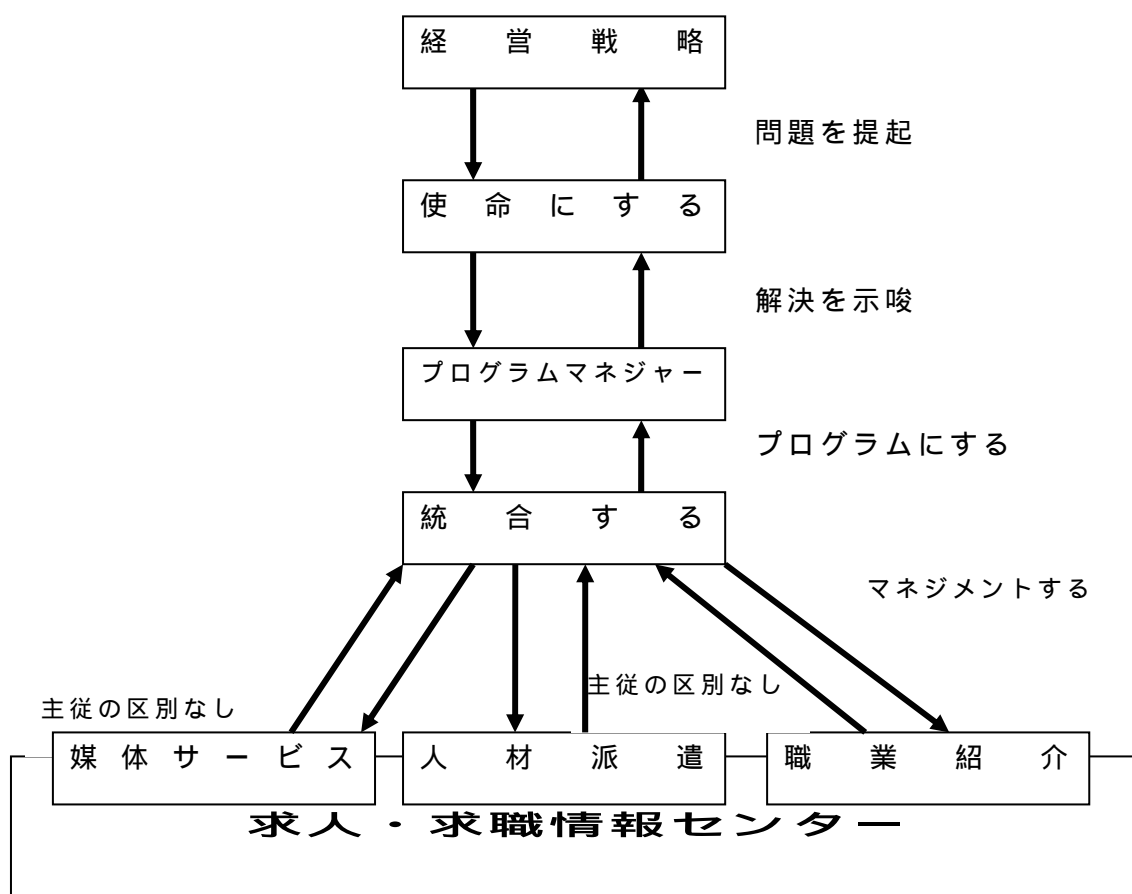 経営戦略
問題を提起
使命にする
解決を示唆
プログラムマネジャー
プログラムにする
統合する
マネジメントする
主従の区別なし
主従の区別なし
媒体サービス
人材派遣
職業紹介
求人・求職情報センター